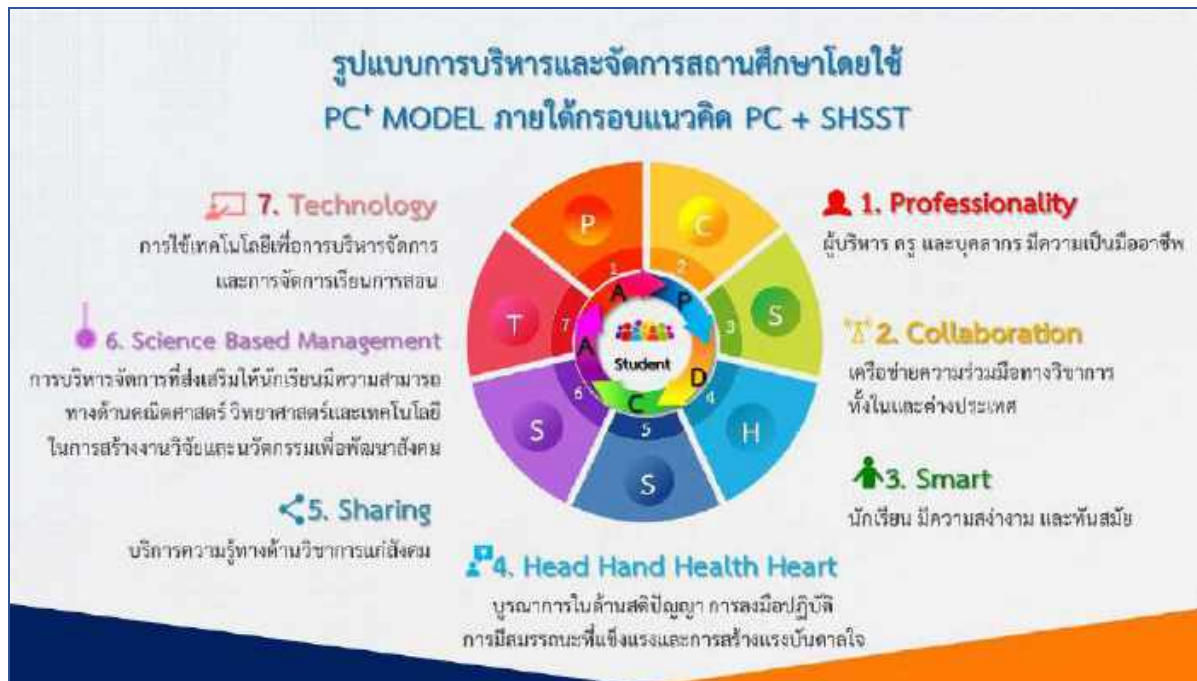 รูปแบบการบริหารและจัดการสถานศึกษาโดยใช้
PC⁺ MODEL ภายใต้กรอบแนวคิด PC + SHSST
1. Professionality
ผู้บริหาร ครู และบุคลากร มีความเป็นมืออาชีพ
2. Collaboration
เครือข่ายความร่วมมือทางวิชาการ
ทั้งในและต่างประเทศ
3. Smart
นักเรียน มีความสง่างาม และทันสมัย
4. Head Hand Health Heart
บูรณาการในด้านสติปัญญา การลงมือปฏิบัติ
การมีสมรรถนะที่แข็งแรงและการสร้างแรงบันดาลใจ
5. Sharing
บริการความรู้ทางด้านวิชาการแก่สังคม
6. Science Based Management
การบริหารจัดการที่ส่งเสริมให้นักเรียนมีความสามารถ
ทางด้านคณิตศาสตร์ วิทยาศาสตร์และเทคโนโลยี
ในการสร้างงานวิจัยและนวัตกรรมเพื่อพัฒนาสังคม
7. Technology
การใช้เทคโนโลยีเพื่อการบริหารจัดการ
และการจัดการเรียนการสอน
P
1
C
2
S
3
H
4
S
5
S
6
T
7
P
D
C
A
A
Student